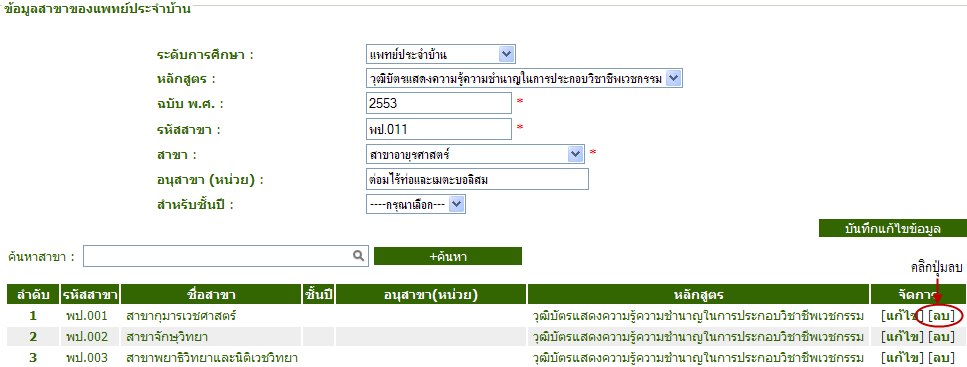 ข้อมูลสาขาของแพทย์ประจำบ้าน
ระดับการศึกษา : แพทย์ประจำบ้าน
หลักสูตร : วุฒิบัตรแสดงความรู้ความชำนาญในการประกอบวิชาชีพเวชกรรม
ฉบับ พ.ศ. : 2553 *
รหัสสาขา : พป.011 *
สาขา : สาขาอายุรศาสตร์ *
อนุสาขา (หน่วย) : ต่อมไร้ท่อและเมตะบอลิสม
สำหรับชั้นปี : ----กรุณาเลือก---
บันทึกแก้ไขข้อมูล
ค้นหาสาขา : +ค้นหา
คลิกปุ่มลบ
ลำดับ รหัสสาขา ชื่อสาขา ชั้นปี อนุสาขา(หน่วย) หลักสูตร จัดการ
1 พป.001 สาขากุมารเวชศาสตร์ วุฒิบัตรแสดงความรู้ความชำนาญในการประกอบวิชาชีพเวชกรรม [แก้ไข] [ลบ]
2 พป.002 สาขาจักษุวิทยา วุฒิบัตรแสดงความรู้ความชำนาญในการประกอบวิชาชีพเวชกรรม [แก้ไข] [ลบ]
3 พป.003 สาขาพยาธิวิทยาและนิติเวชวิทยา วุฒิบัตรแสดงความรู้ความชำนาญในการประกอบวิชาชีพเวชกรรม [แก้ไข] [ลบ]